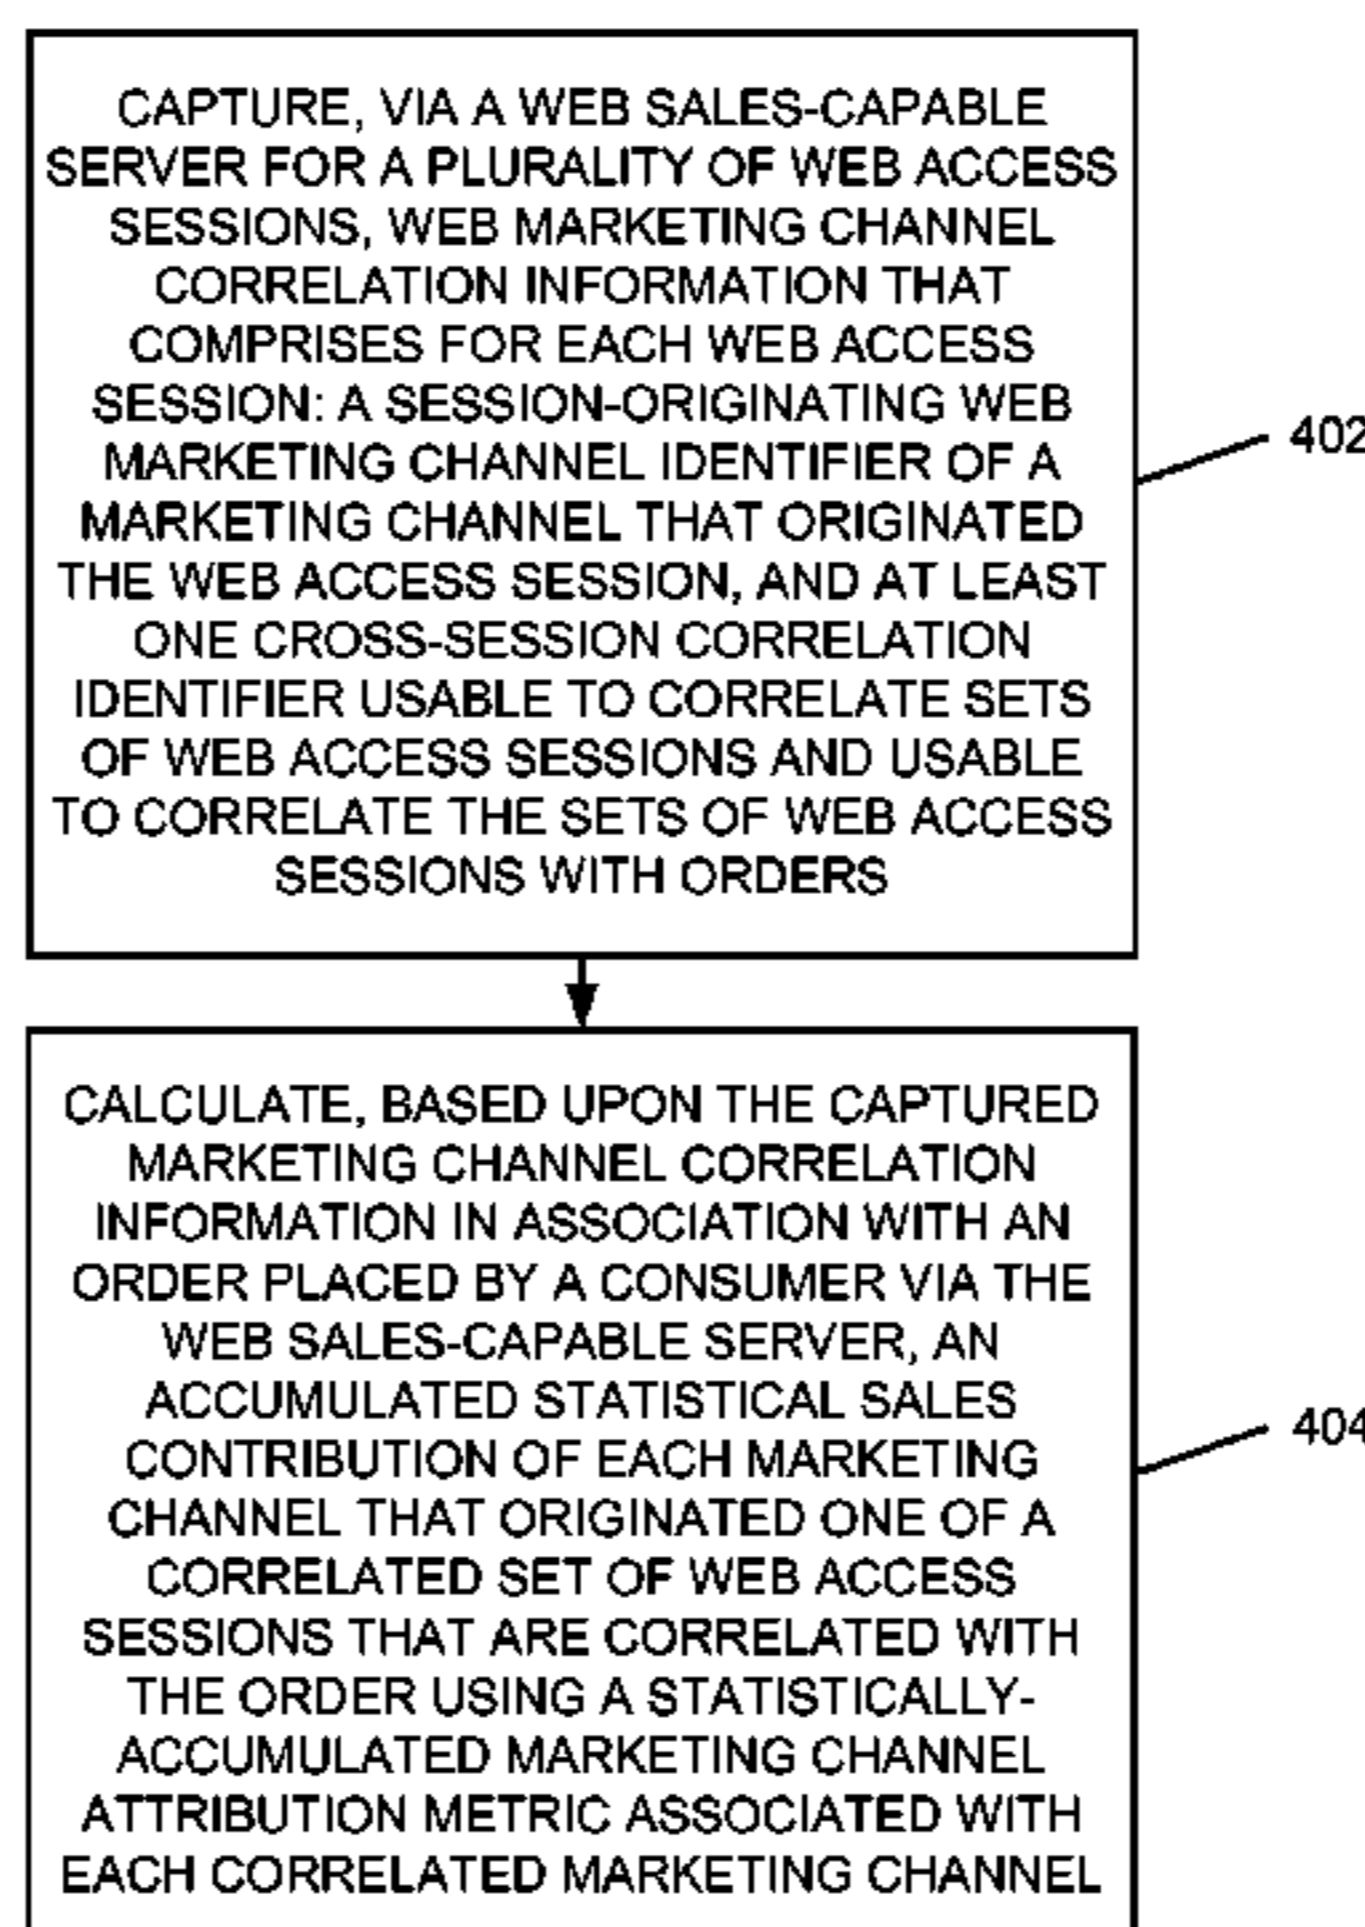 CAPTURE, VIA A WEB SALES-CAPABLE
SERVER FOR A PLURALITY OF WEB ACCESS
SESSIONS, WEB MARKETING CHANNEL
CORRELATION INFORMATION THAT
COMPRISES FOR EACH WEB ACCESS
SESSION: A SESSION-ORIGINATING WEB
MARKETING CHANNEL IDENTIFIER OF A
MARKETING CHANNEL THAT ORIGINATED
THE WEB ACCESS SESSION, AND AT LEAST
ONE CROSS-SESSION CORRELATION
IDENTIFIER USABLE TO CORRELATE SETS
OF WEB ACCESS SESSIONS AND USABLE
TO CORRELATE THE SETS OF WEB ACCESS
SESSIONS WITH ORDERS
402
CALCULATE, BASED UPON THE CAPTURED
MARKETING CHANNEL CORRELATION
INFORMATION IN ASSOCIATION WITH AN
ORDER PLACED BY A CONSUMER VIA THE
WEB SALES-CAPABLE SERVER, AN
ACCUMULATED STATISTICAL SALES
CONTRIBUTION OF EACH MARKETING
CHANNEL THAT ORIGINATED ONE OF A
CORRELATED SET OF WEB ACCESS
SESSIONS THAT ARE CORRELATED WITH
THE ORDER USING A STATISTICALLY-
ACCUMULATED MARKETING CHANNEL
ATTRIBUTION METRIC ASSOCIATED WITH
EACH CORRELATED MARKETING CHANNEL
404